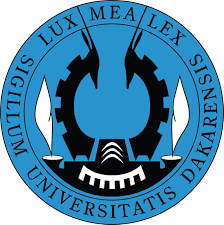 LUX MEA LEX
SIGILLUM UNIVERSITATIS DAKARENSIS